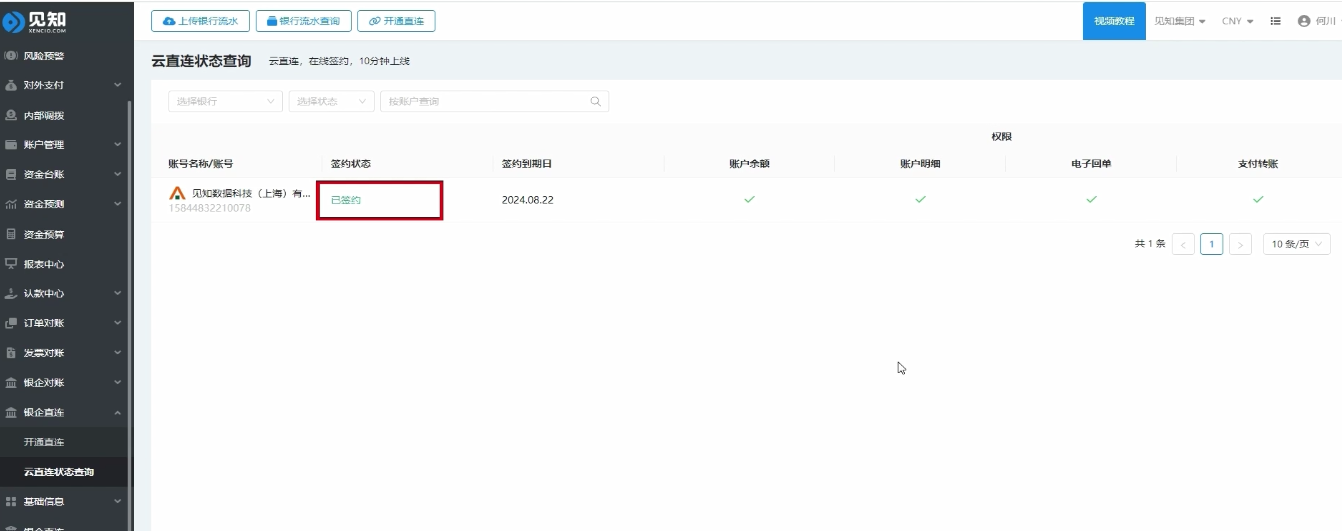 见知
XENCIO.COM
上传银行流水
银行流水查询
开通直连
视频教程
见知集团
CNY
何川
风险预警
对外支付
内部调拨
账户管理
资金台账
资金预测
资金预算
报表中心
认款中心
订单对账
发票对账
银企对账
银企直连
开通直连
云直连状态查询
基础信息
银企直连
云直连状态查询
云直连，在线签约，10分钟上线
选择银行
选择状态
按账户查询
权限
账号名称/账号
签约状态
签约到期日
账户余额
账户明细
电子回单
支付转账
见知数据科技（上海）有...
15844832210078
已签约
2024.08.22
共 1 条
1
10 条/页